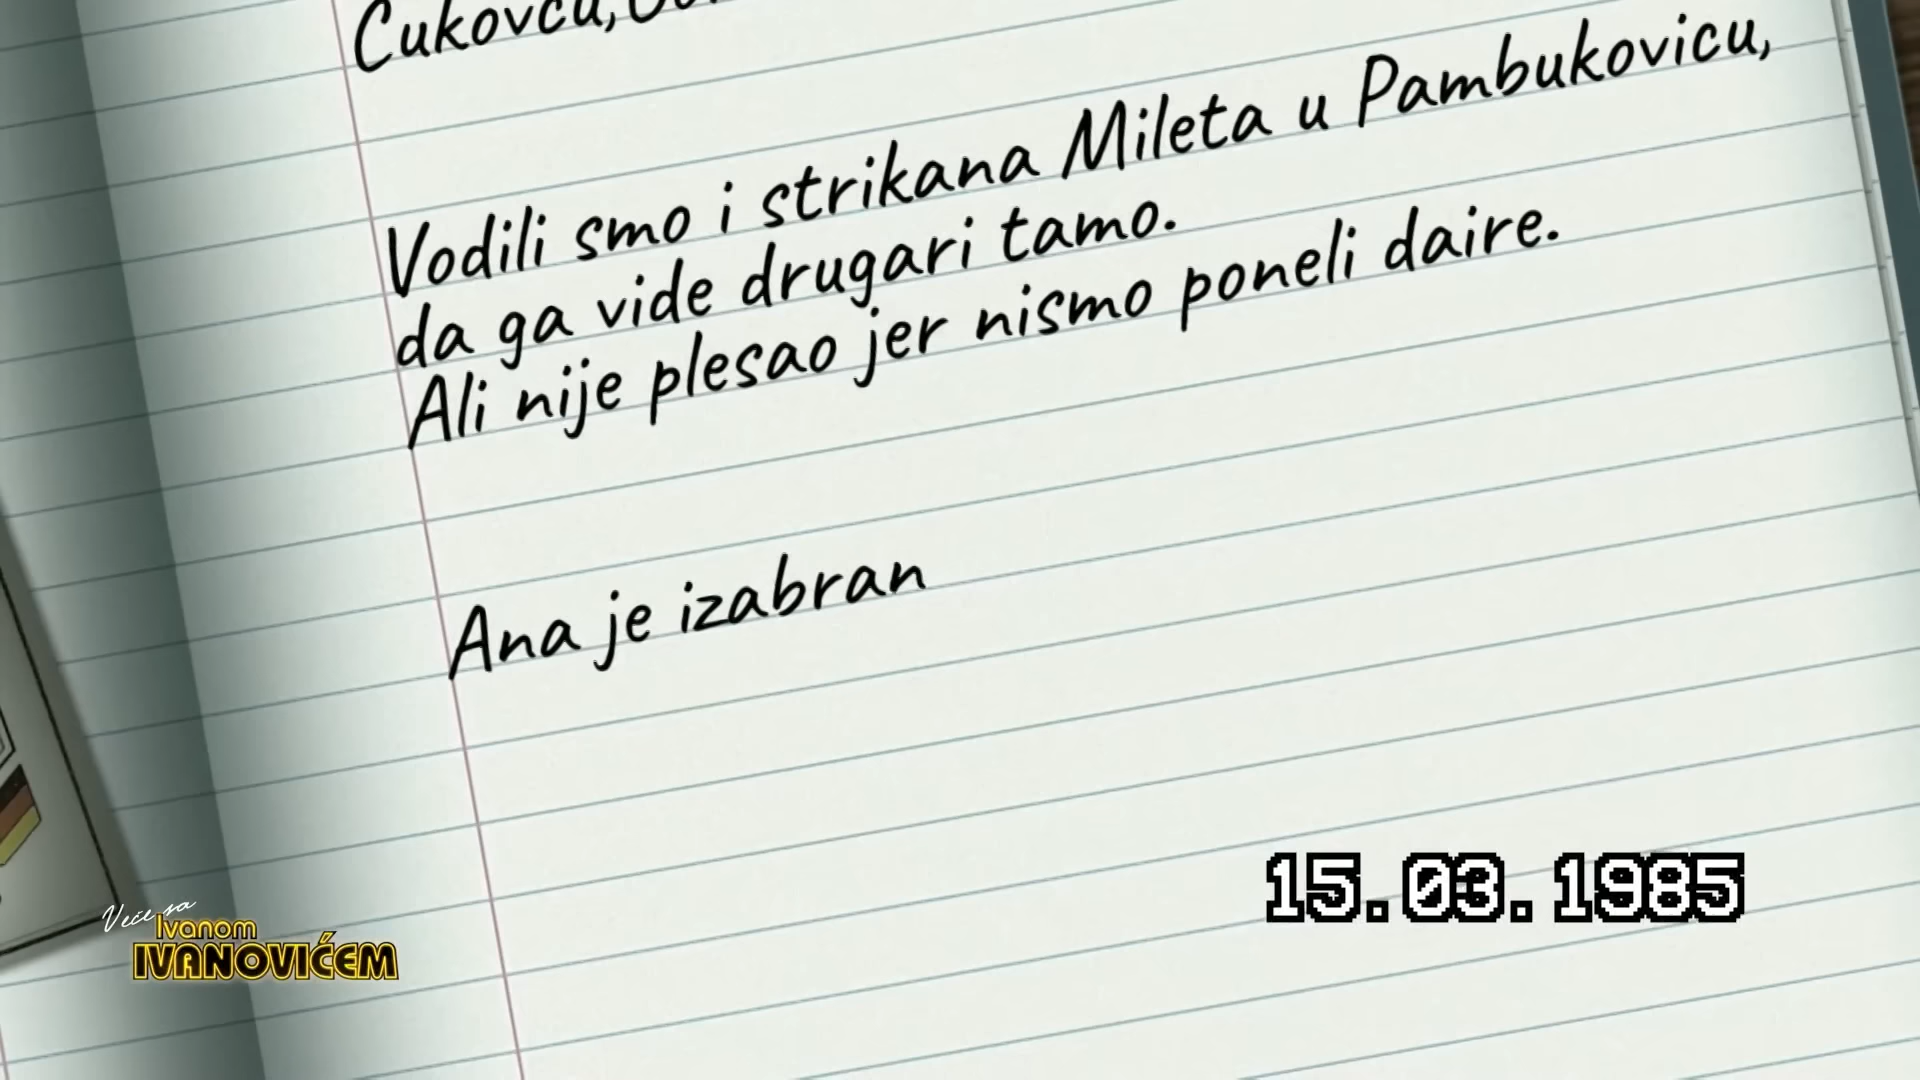 Cukovcu,
Vodili smo i strikana Mileta u Pambukovicu,
da ga vide drugari tamo.
Ali nije plesao jer nismo poneli daire.
Ana je izabran
15.03.1985
Veče sa
Ivanom
IVANOVIĆEM